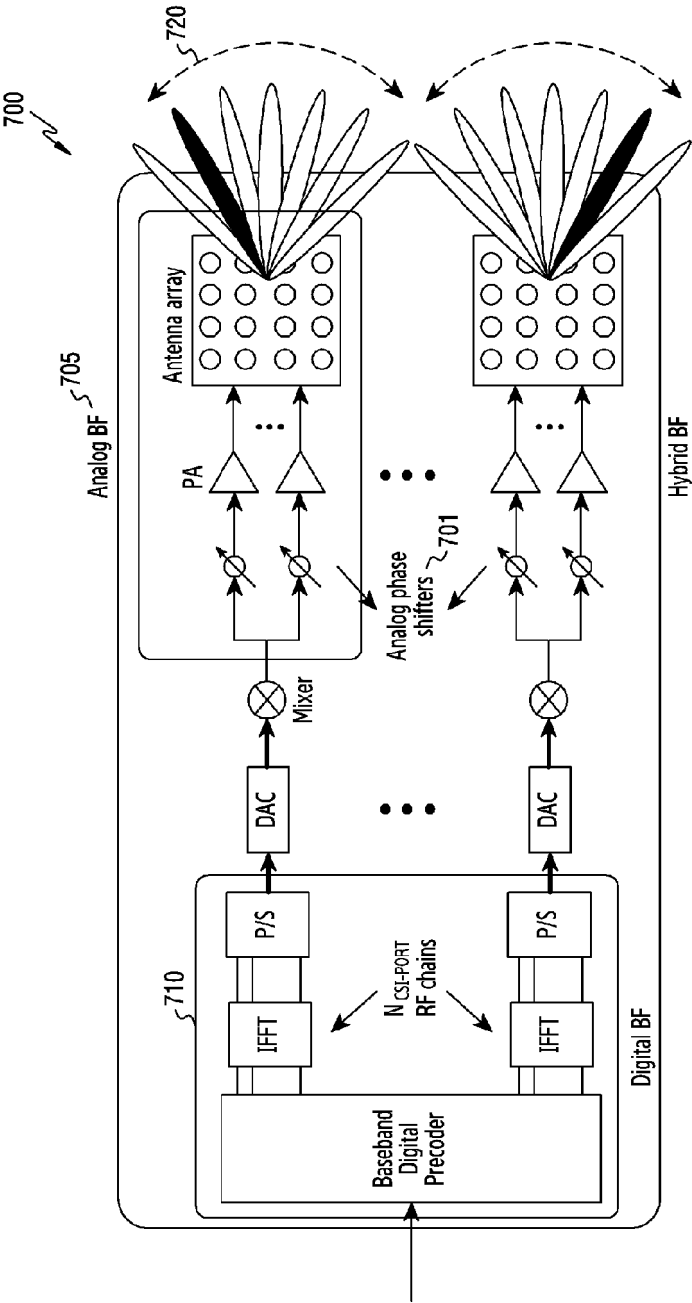 700
720
Analog BF
705
Antenna array
PA
Analog phase
shifters
701
Mixer
DAC
DAC
710
P/S
P/S
N CSI-PORT
RF chains
IFFT
IFFT
Baseband
Digital
Precoder
Digital BF
Hybrid BF